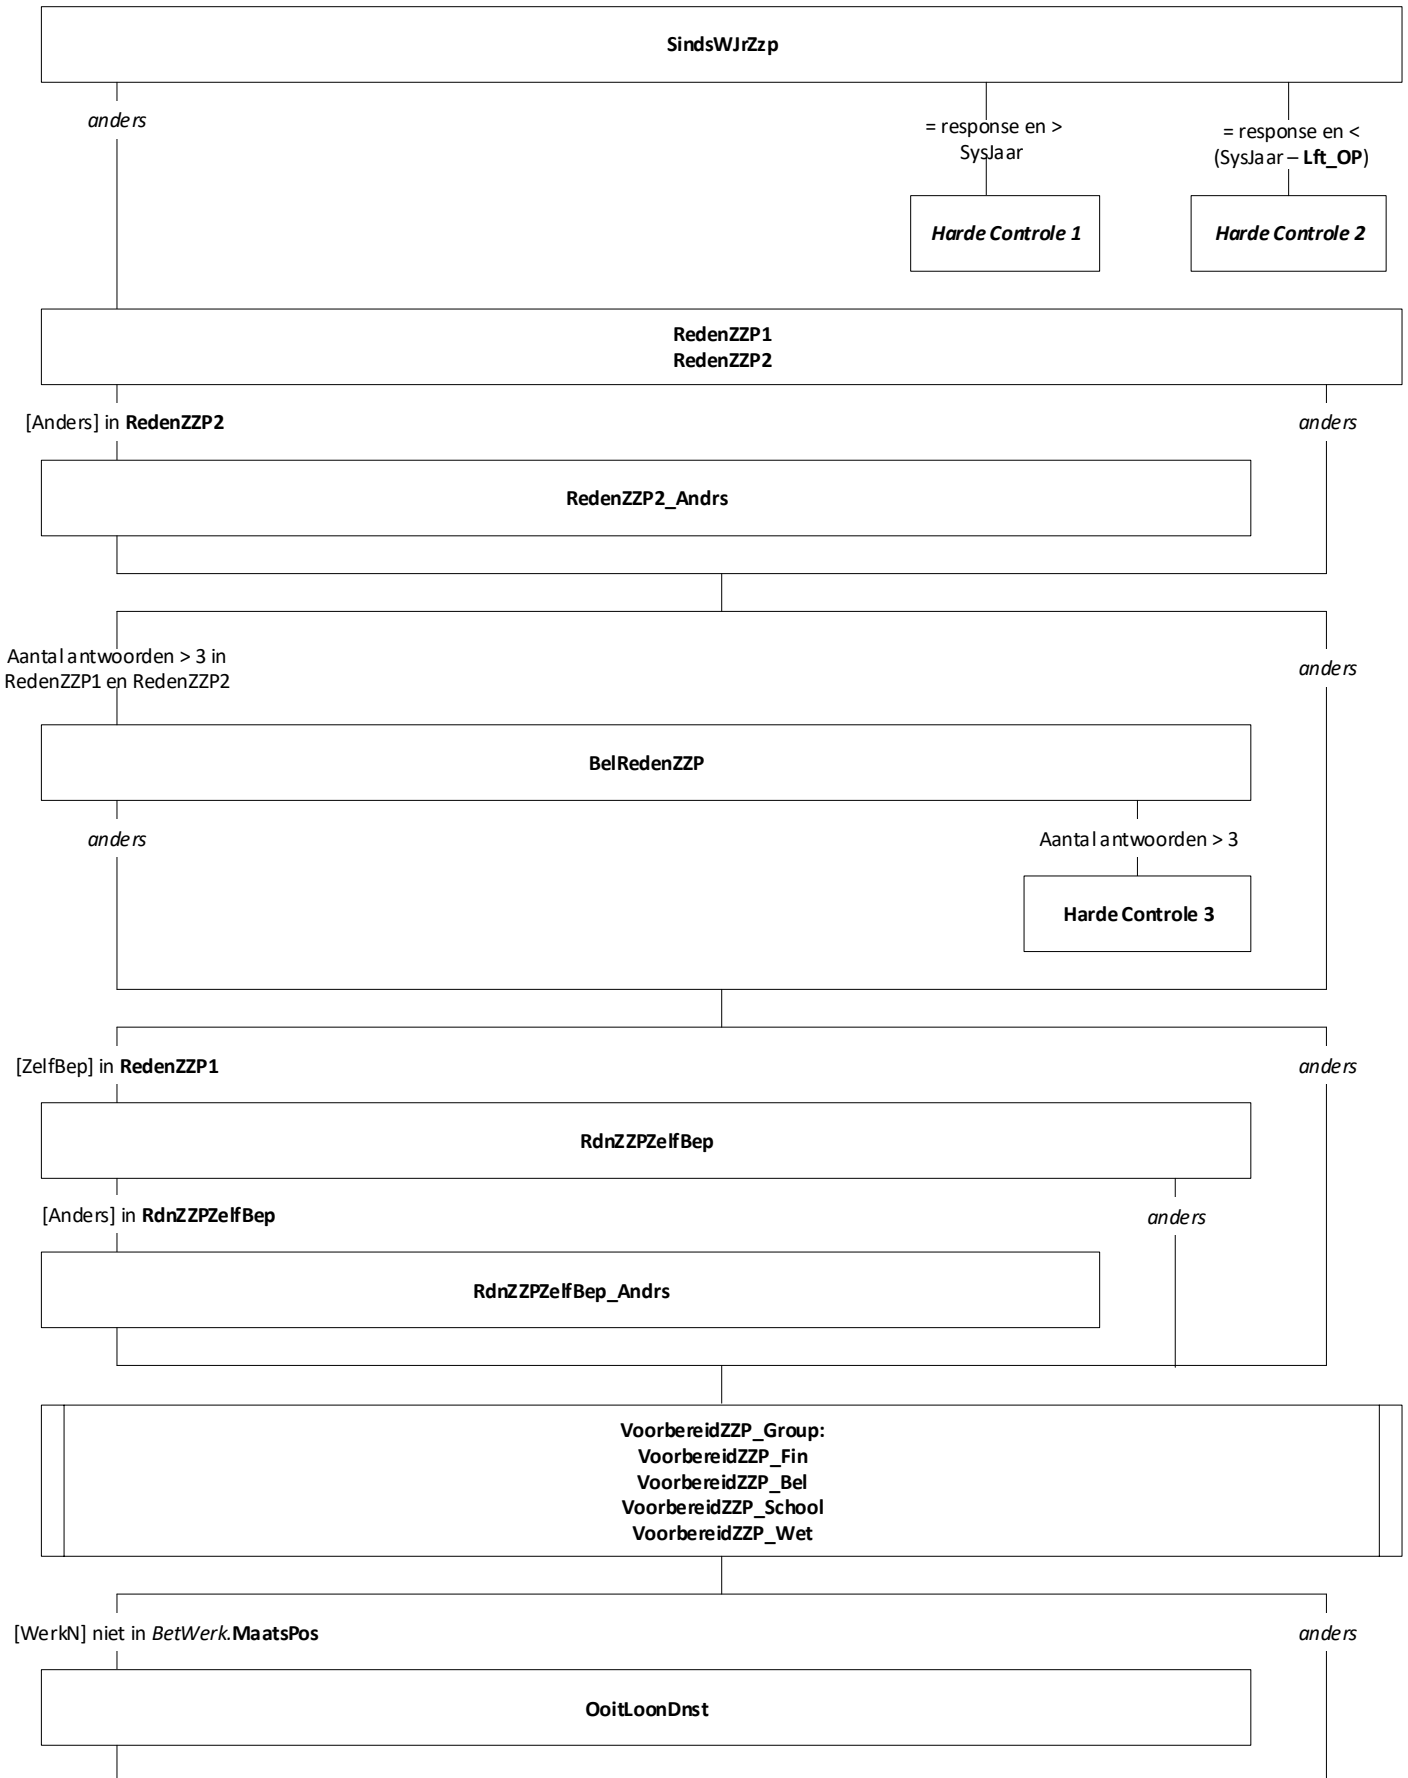 SindsWJrZzp
anders
= response en >
SysJaar
= response en <
(SysJaar – Lft_OP)
Harde Controle 1
Harde Controle 2
RedenZZP1
RedenZZP2
[Anders] in RedenZZP2
anders
RedenZZP2_Andrs
Aantal antwoorden > 3 in
RedenZZP1 en RedenZZP2
anders
BelRedenZZP
anders
Aantal antwoorden > 3
Harde Controle 3
[ZelfBep] in RedenZZP1
anders
RdnZZPZelfBep
[Anders] in RdnZZPZelfBep
anders
RdnZZPZelfBep_Andrs
VoorbereidZZP_Group:
VoorbereidZZP_Fin
VoorbereidZZP_Bel
VoorbereidZZP_School
VoorbereidZZP_Wet
[WerkN] niet in BetWerk.MaatsPos
anders
OoitLoonDnst